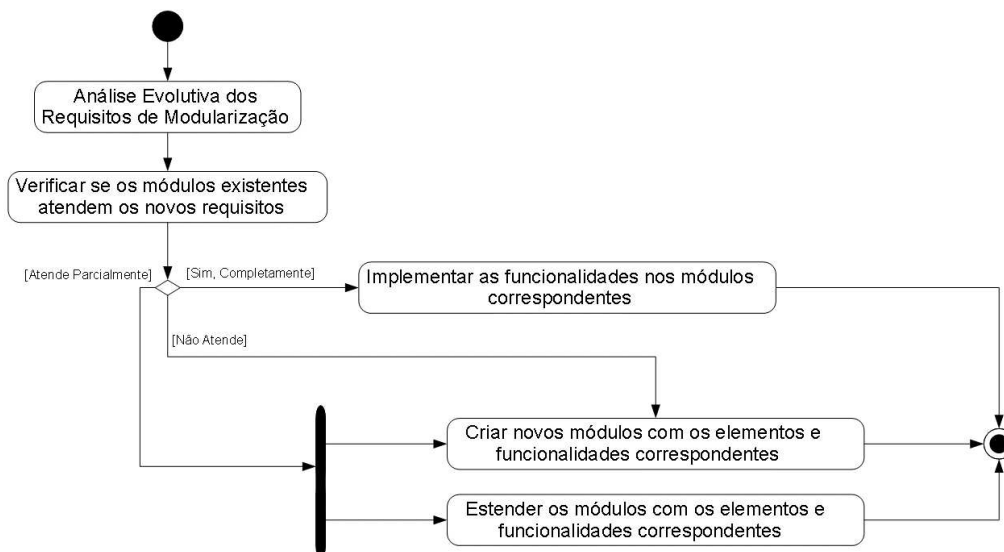 Análise Evolutiva dos
Requisitos de Modularização
Verificar se os módulos existentes
atendem os novos requisitos
[Atende Parcialmente]
[Sim, Completamente]
Implementar as funcionalidades nos módulos
correspondentes
[Não Atende]
Criar novos módulos com os elementos e
funcionalidades correspondentes
Estender os módulos com os elementos e
funcionalidades correspondentes